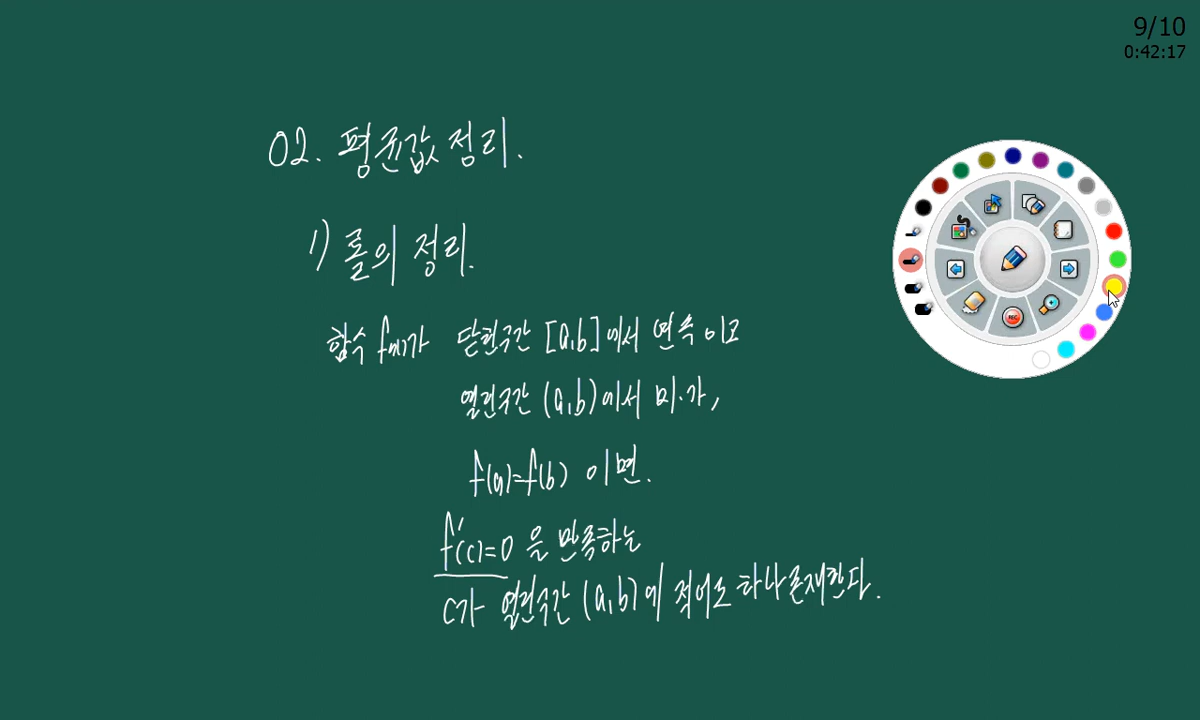 9/10
0:42:17
02. 평균값 정리.
1) 롤의 정리.
함수 f(x)가 닫힌구간 [a,b]에서 연속이고
열린구간 (a,b)에서 미·가,
f(a)=f(b) 이면.
f'(c)=0 을 만족하는
c가 열린구간 (a,b)에 적어도 하나 존재한다.
REC